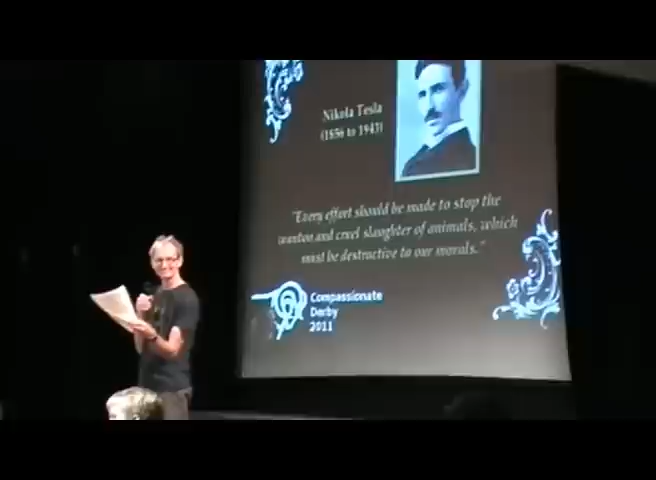 Nikola Tesla
(1856 to 1943)
"Every effort should be made to stop the
wanton and cruel slaughter of animals, which
must be destructive to our morals."
Compassionate
Derby
2011